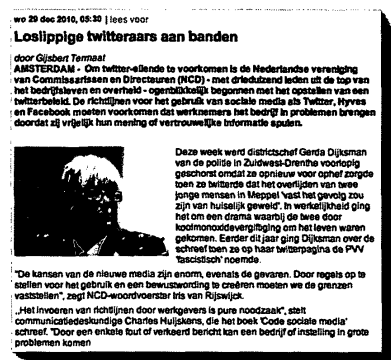 wo 29 dec 2010, 05:30 | lees voor
Loslippige twitteraars aan banden
door Gijsbert Termaat
AMSTERDAM - Om twitter-ellende te voorkomen is de Nederlandse vereniging
van Commissarissen en Directeuren (NCD) - met drieduizend leden uit de top van
het bedrijfsleven en overheid - ogenblikkelijk begonnen met het opstellen van een
twitterbeleid. De richtlijnen voor het gebruik van sociale media als Twitter, Hyves
en Facebook moeten voorkomen dat werknemers het bedrijf in problemen brengen
doordat zij vrijelijk hun mening of vertrouwelijke informatie spuien.
Deze week werd districtschef Gerda Dijksman
van de politie in Zuidwest-Drenthe voorlopig
geschorst omdat ze opnieuw voor ophef zorgde
toen ze twitterde dat het overlijden van twee
jonge mensen in Meppel 'vast het gevolg zou
zijn van huiselijk geweld'. In werkelijkheid ging
het om een drama waarbij de twee door
koolmonoxidevergiftiging om het leven waren
gekomen. Eerder dit jaar ging Dijksman over de
schreef toen ze op haar twitterpagina de PVV
'fascistisch' noemde.
"De kansen van de nieuwe media zijn enorm, evenals de gevaren. Door regels op te
stellen voor het gebruik en een bewustwording te creëren moeten we de grenzen
vaststellen", zegt NCD-woordvoerster Iris van Rijswijck.
„Het invoeren van richtlijnen door werkgevers is pure noodzaak", stelt
communicatiedeskundige Charles Huijskens, die het boek 'Code sociale media'
schreef. "Door een enkele fout of verkeerd bericht kan een bedrijf of instelling in grote
problemen komen